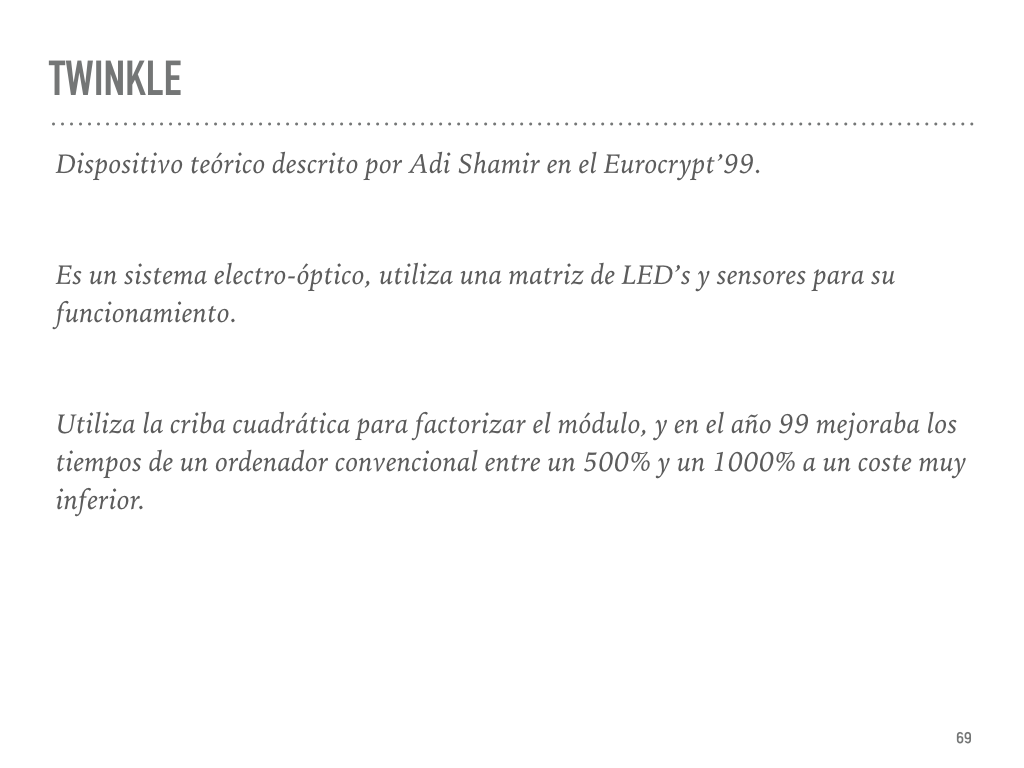 TWINKLE
Dispositivo teórico descrito por Adi Shamir en el Eurocrypt’99.
Es un sistema electro-óptico, utiliza una matriz de LED’s y sensores para su
funcionamiento.
Utiliza la criba cuadrática para factorizar el módulo, y en el año 99 mejoraba los
tiempos de un ordenador convencional entre un 500% y un 1000% a un coste muy
inferior.
69